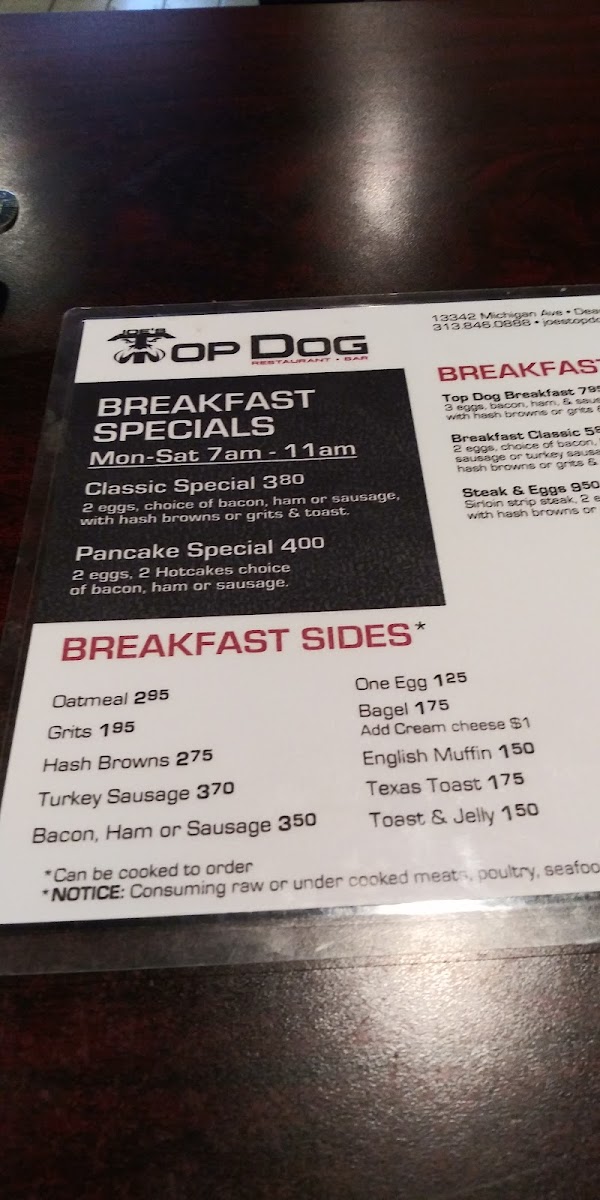 JOE'S
TOP DOG
RESTAURANT • BAR
13342 Michigan Ave •
313.846.0888 •
BREAKFAST SPECIALS
Mon-Sat 7am - 11am
Classic Special 380
2 eggs, choice of bacon, ham or sausage,
with hash browns or grits & toast.
Pancake Special 400
2 eggs, 2 Hotcakes choice
of bacon, ham or sausage.
BREAKFAST
Top Dog Breakfast 795
3 eggs, bacon, ham, &
with hash browns or grits
Breakfast Classic
2 eggs, choice of bacon,
sausage or turkey
hash browns or grits &
Steak & Eggs 950
Sirloin strip steak, 2
with hash browns or
BREAKFAST SIDES*
Oatmeal 295
Grits 195
Hash Browns 275
Turkey Sausage 370
Bacon, Ham or Sausage 350
One Egg 125
Bagel 175
Add Cream cheese $1
English Muffin 150
Texas Toast 175
Toast & Jelly 150
*Can be cooked to order
*NOTICE: Consuming raw or under cooked meats, poultry,